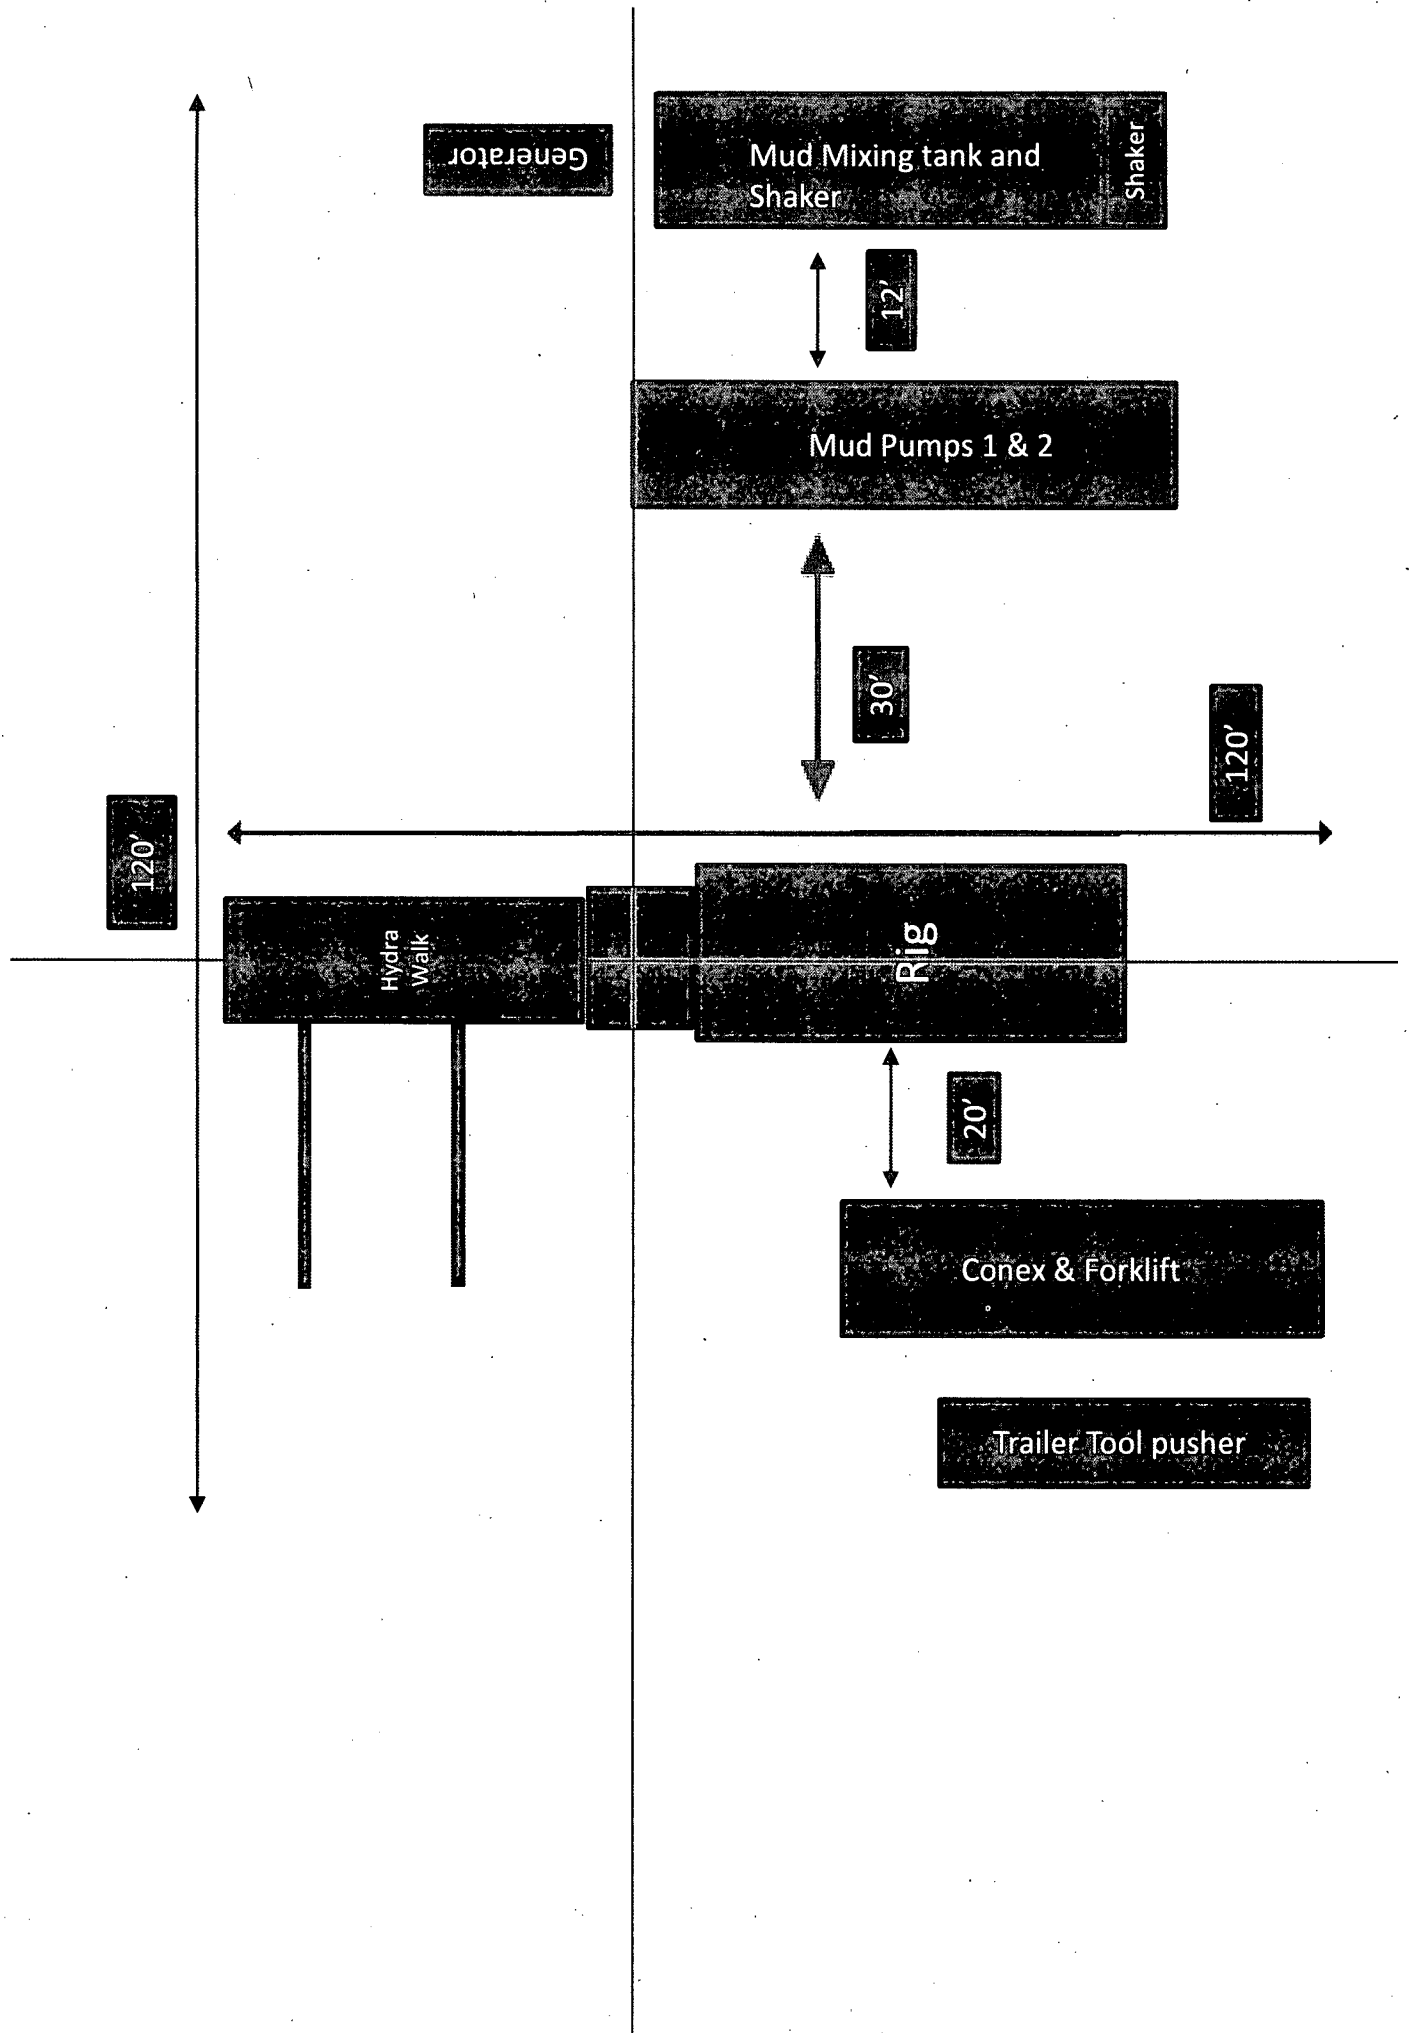 Generator
Mud Mixing tank and
Shaker
Shaker
12'
Mud Pumps 1 & 2
30'
120'
120'
Hydra
Walk
Rig
20'
Conex & Forklift
Trailer Tool pusher